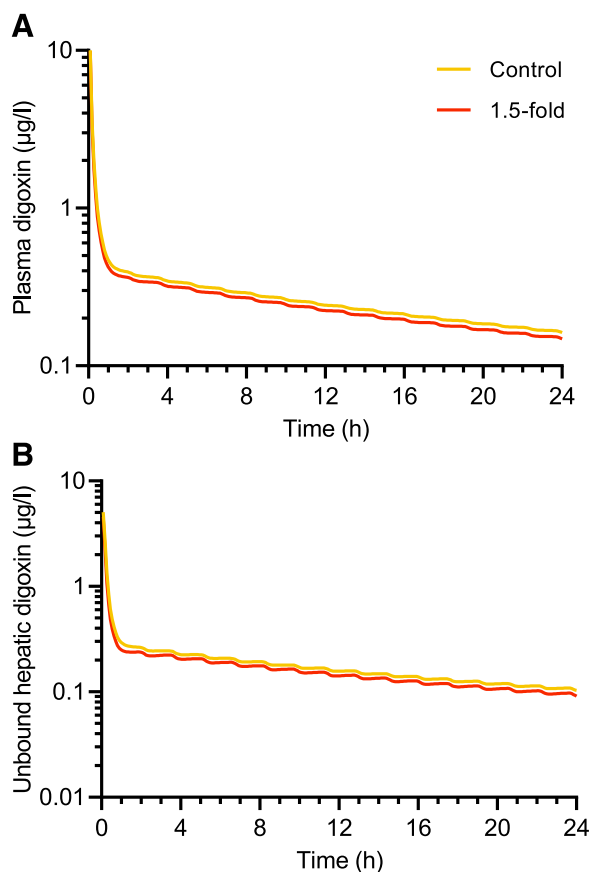 A
Plasma digoxin (µg/l)
10
1
0.1
Control
1.5-fold
0 4 8 12 16 20 24
Time (h)
B
Unbound hepatic digoxin (µg/l)
10
1
0.1
0.01
0 4 8 12 16 20 24
Time (h)